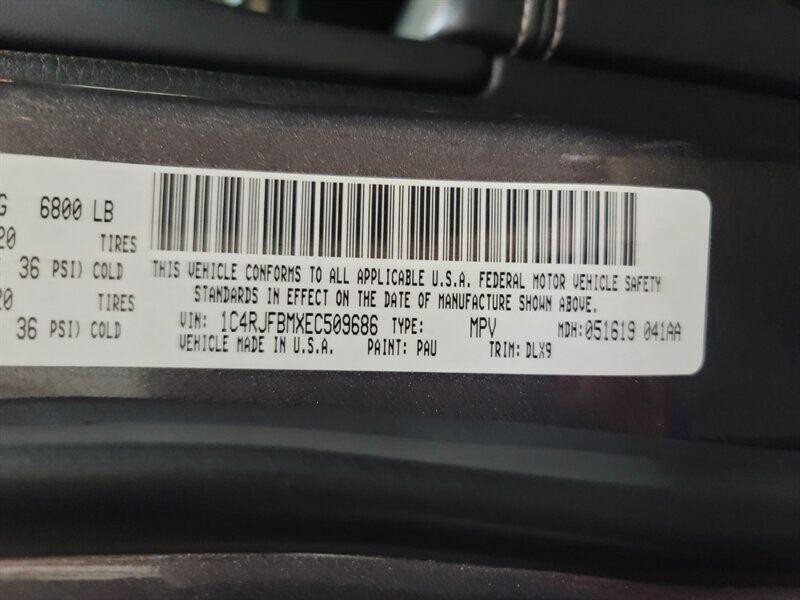 G 6800 LB
20 TIRES
36 PSI) COLD
20 TIRES
36 PSI) COLD
THIS VEHICLE CONFORMS TO ALL APPLICABLE U.S.A. FEDERAL MOTOR VEHICLE SAFETY
STANDARDS IN EFFECT ON THE DATE OF MANUFACTURE SHOWN ABOVE.
VIN: 1C4RJFBMXEC509686 TYPE: MPV MDH:051619 041AA
VEHICLE MADE IN U.S.A. PAINT: PAU TRIM: DLX9